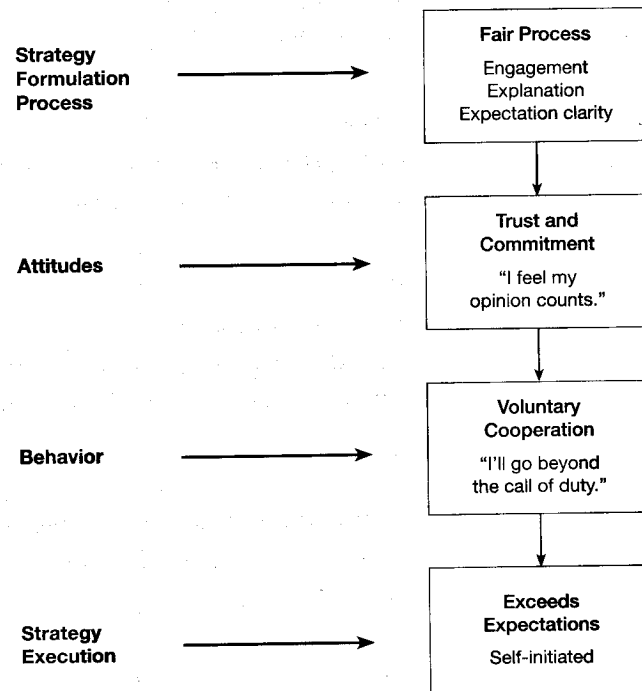 Strategy
Formulation
Process
Fair Process
Engagement
Explanation
Expectation clarity
Attitudes
Trust and
Commitment
“I feel my
opinion counts.”
Behavior
Voluntary
Cooperation
“I’ll go beyond
the call of duty.”
Strategy
Execution
Exceeds
Expectations
Self-initiated